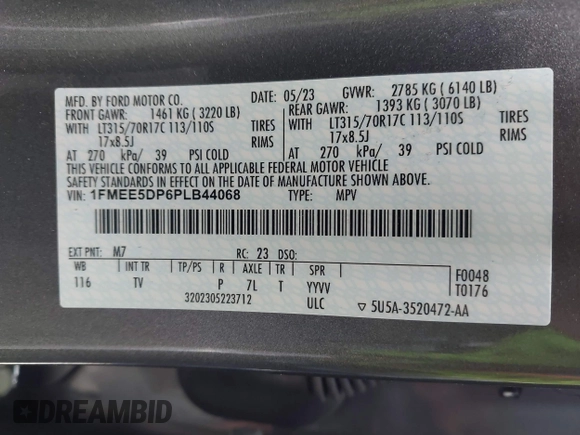 MFD. BY FORD MOTOR CO.
DATE: 05/23 GVWR: 2785 KG ( 6140 LB)
FRONT GAWR: 1461 KG ( 3220 LB)
REAR GAWR: 1393 KG ( 3070 LB)
WITH LT315/70R17C 113/110S TIRES
WITH LT315/70R17C 113/110S TIRES
17x8.5J RIMS
17x8.5J RIMS
AT 270 kPa/ 39 PSI COLD
AT 270 kPa/ 39 PSI COLD
THIS VEHICLE CONFORMS TO ALL APPLICABLE FEDERAL MOTOR VEHICLE
SAFETY STANDARDS IN EFFECT ON THE DATE OF MANUFACTURE SHOWN ABOVE.
VIN: 1FMEE5DP6PLB44068 TYPE: MPV
EXT PNT: M7 RC: 23 DSO:
WB INT TR TP/PS R AXLE TR SPR
116 TV P 7L T YYVV
F0048
T0176
3202305223712 ULC ▽ 5U5A-3520472-AA
DREAMBID